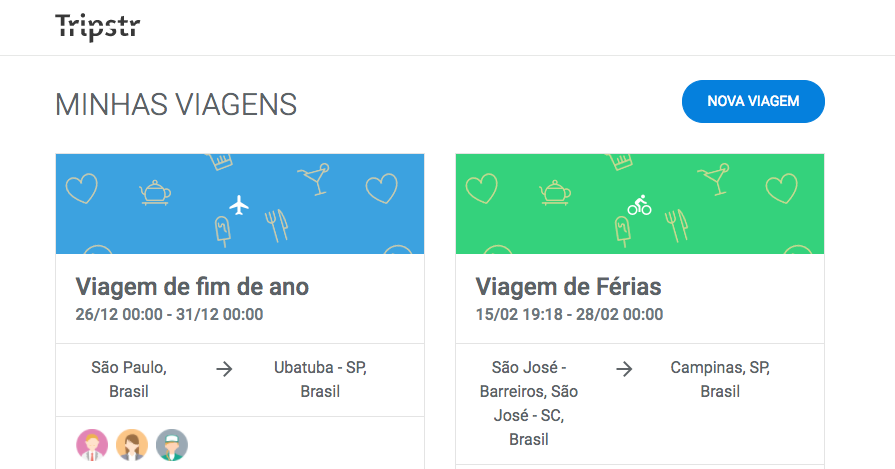 Tripstr
MINHAS VIAGENS
NOVA VIAGEM
Viagem de fim de ano
26/12 00:00 - 31/12 00:00
São Paulo,
Brasil
Ubatuba - SP,
Brasil
Viagem de Férias
15/02 19:18 - 28/02 00:00
São José -
Barreiros, São
José - SC,
Brasil
Campinas, SP,
Brasil